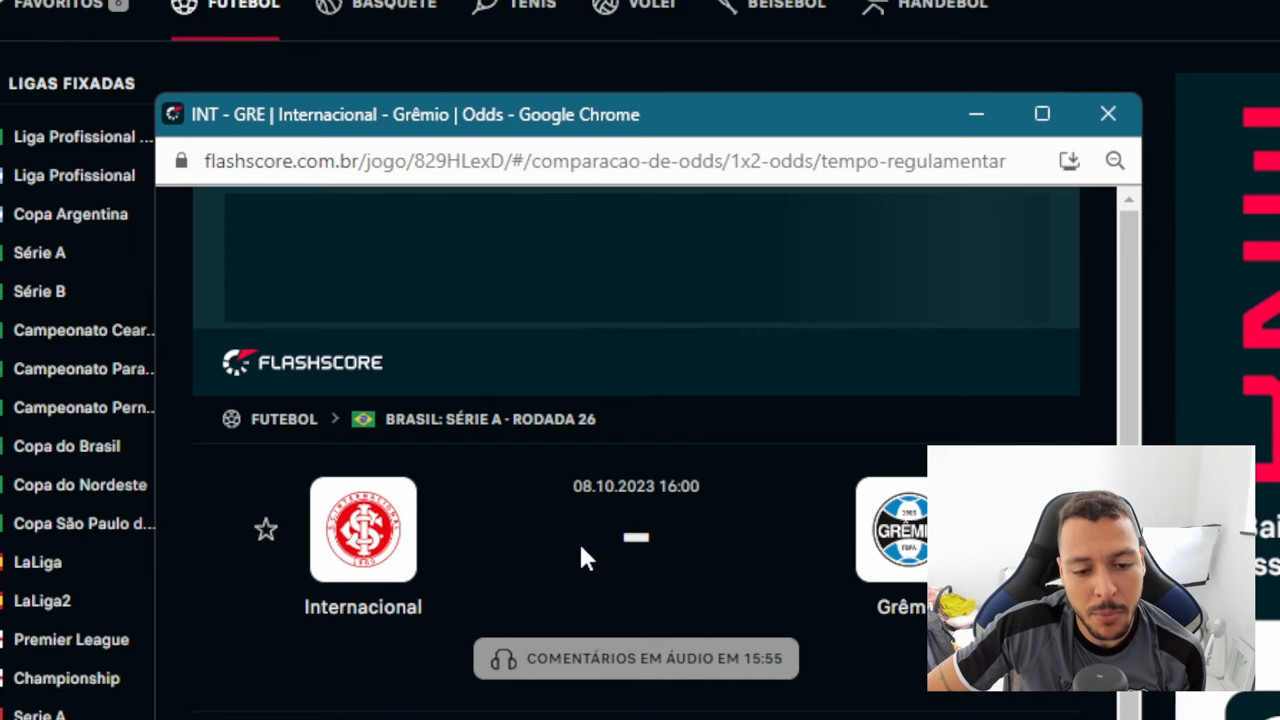 FAVORITOS 8 FUTEBOL BASQUETE TÊNIS VÔLEI BEISEBOL HANDEBOL
LIGAS FIXADAS
Liga Profissional ...
Liga Profissional
Copa Argentina
Série A
Série B
Campeonato Cear..
Campeonato Para..
Campeonato Pern..
Copa do Brasil
Copa do Nordeste
Copa São Paulo d...
LaLiga
LaLiga2
Premier League
Championship
Serie A
INT - GRE | Internacional - Grêmio | Odds - Google Chrome
flashscore.com.br/jogo/829HLexD/#/comparacao-de-odds/1x2-odds/tempo-regulamentar
FLASHSCORE
FUTEBOL > BRASIL: SÉRIE A - RODADA 26
08.10.2023 16:00
-
Internacional
Grêm
COMENTÁRIOS EM ÁUDIO EM 15:55